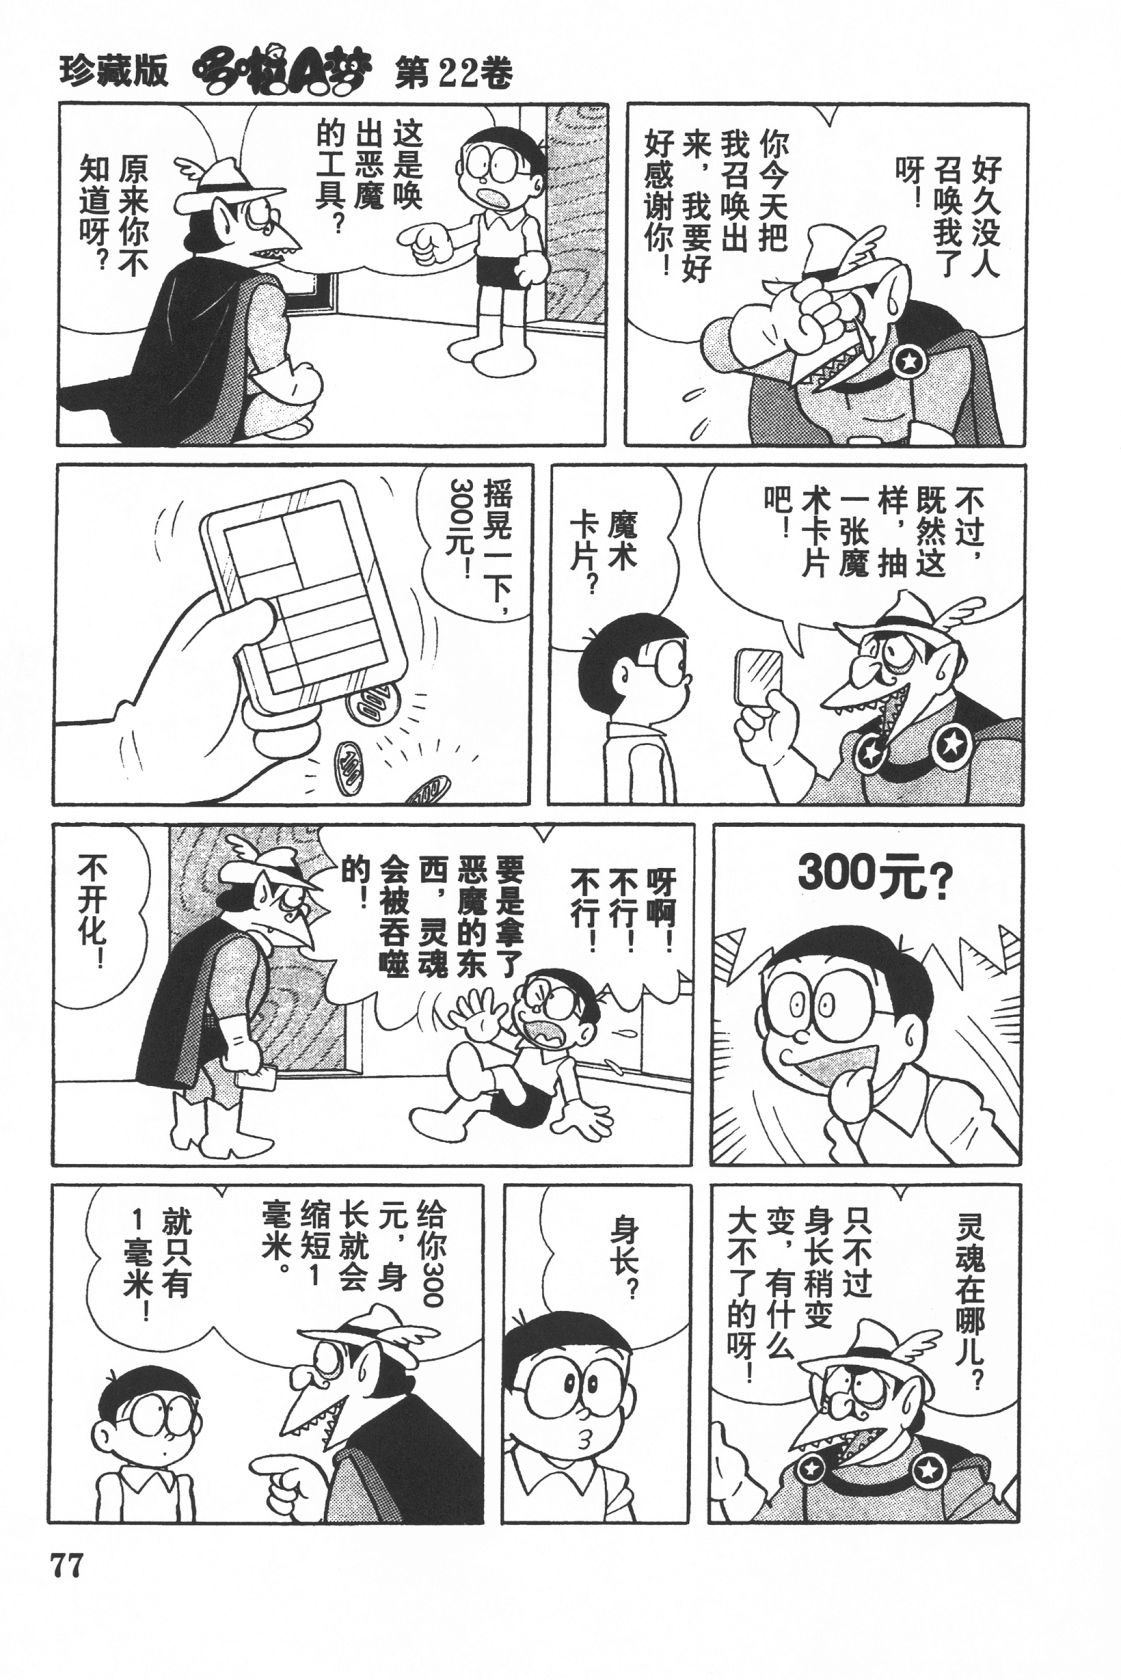 珍藏版 哆啦A梦 第22卷
好久没人
召唤我了
呀！
你今天把
我召唤出
来，我要好
好感谢你！
这是唤
出恶魔
的工具？
原来你不
知道呀？
不过，
既然这
样，抽
一张魔
术卡片
吧！
魔术
卡片？
摇晃一下，
300元！
300元？
呀啊！
不行！
不行！
要是拿了
恶魔的东
西，灵魂
会被吞噬
的！
不开化！
灵魂在哪儿？
只不过
身长稍变
变，有什么
大不了的呀！
身长？
给你300
元，身
长就会
缩短1
毫米。
就只有
1毫米！
77